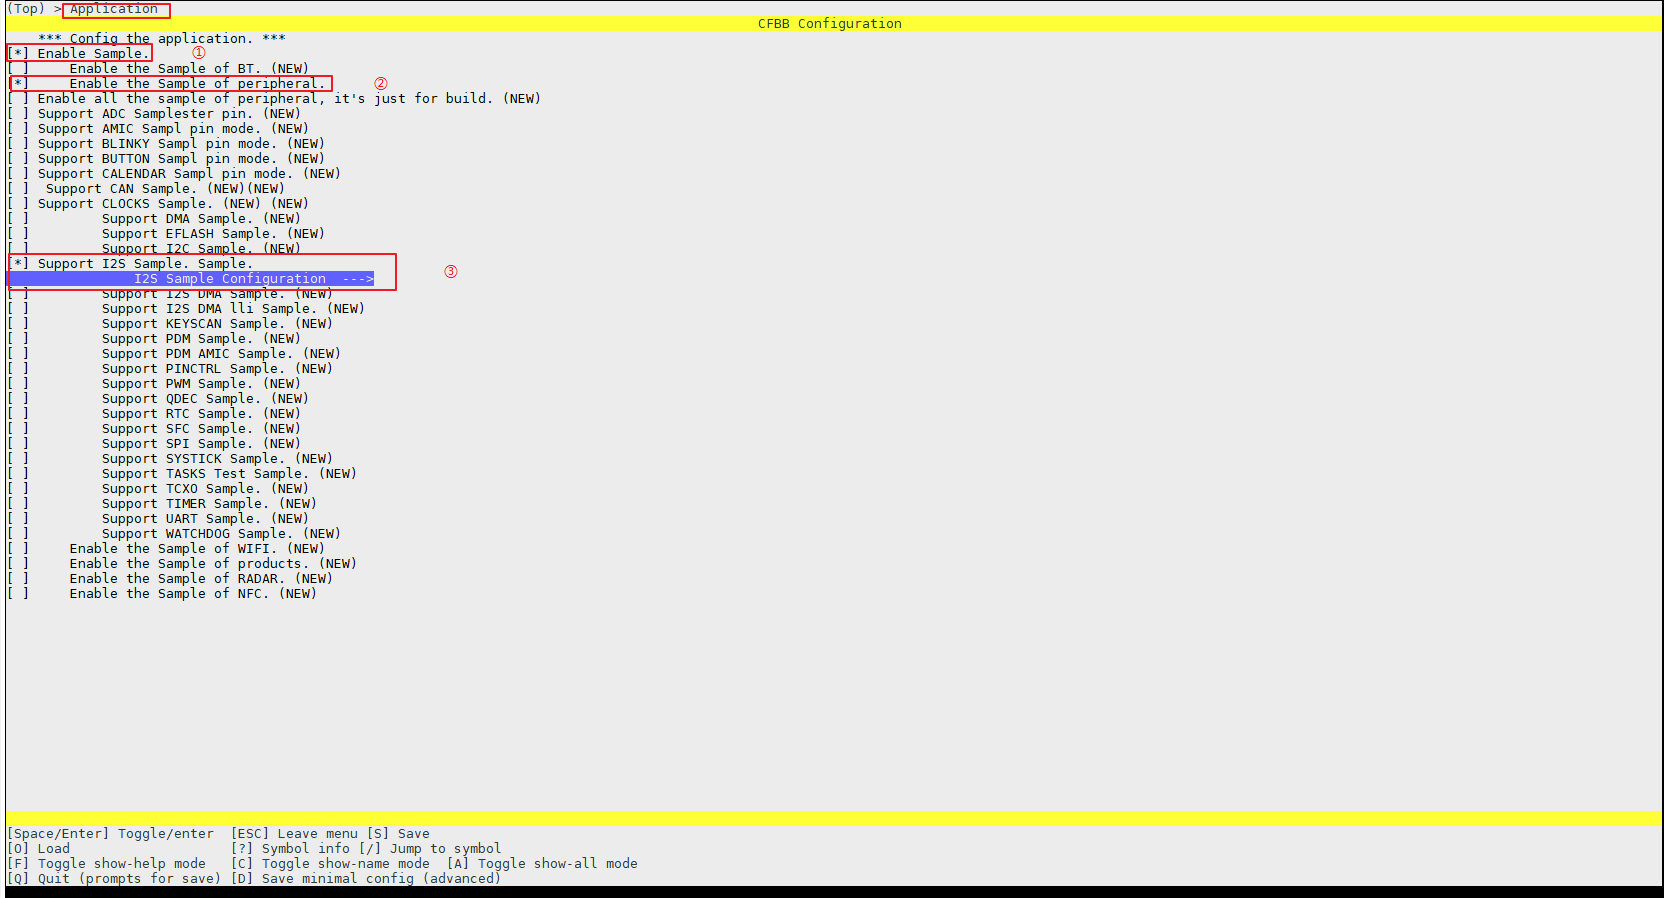 (Top) > Application
CFBB Configuration
*** Config the application. ***
[*] Enable Sample. ①
[ ]     Enable the Sample of BT. (NEW)
[*]     Enable the Sample of peripheral. ②
[ ] Enable all the sample of peripheral, it's just for build. (NEW)
[ ] Support ADC Samplester pin. (NEW)
[ ] Support AMIC Sampl pin mode. (NEW)
[ ] Support BLINKY Sampl pin mode. (NEW)
[ ] Support BUTTON Sampl pin mode. (NEW)
[ ] Support CALENDAR Sampl pin mode. (NEW)
[ ]  Support CAN Sample. (NEW)(NEW)
[ ] Support CLOCKS Sample. (NEW) (NEW)
[ ]         Support DMA Sample. (NEW)
[ ]         Support EFLASH Sample. (NEW)
[ ]         Support I2C Sample. (NEW)
[*] Support I2S Sample. Sample.
I2S Sample Configuration  ---> ③
[ ]         Support I2S DMA Sample. (NEW)
[ ]         Support I2S DMA lli Sample. (NEW)
[ ]         Support KEYSCAN Sample. (NEW)
[ ]         Support PDM Sample. (NEW)
[ ]         Support PDM AMIC Sample. (NEW)
[ ]         Support PINCTRL Sample. (NEW)
[ ]         Support PWM Sample. (NEW)
[ ]         Support QDEC Sample. (NEW)
[ ]         Support RTC Sample. (NEW)
[ ]         Support SFC Sample. (NEW)
[ ]         Support SPI Sample. (NEW)
[ ]         Support SYSTICK Sample. (NEW)
[ ]         Support TASKS Test Sample. (NEW)
[ ]         Support TCXO Sample. (NEW)
[ ]         Support TIMER Sample. (NEW)
[ ]         Support UART Sample. (NEW)
[ ]         Support WATCHDOG Sample. (NEW)
[ ]     Enable the Sample of WIFI. (NEW)
[ ]     Enable the Sample of products. (NEW)
[ ]     Enable the Sample of RADAR. (NEW)
[ ]     Enable the Sample of NFC. (NEW)
[Space/Enter] Toggle/enter  [ESC] Leave menu [S] Save
[O] Load                    [?] Symbol info [/] Jump to symbol
[F] Toggle show-help mode   [C] Toggle show-name mode  [A] Toggle show-all mode
[Q] Quit (prompts for save) [D] Save minimal config (advanced)